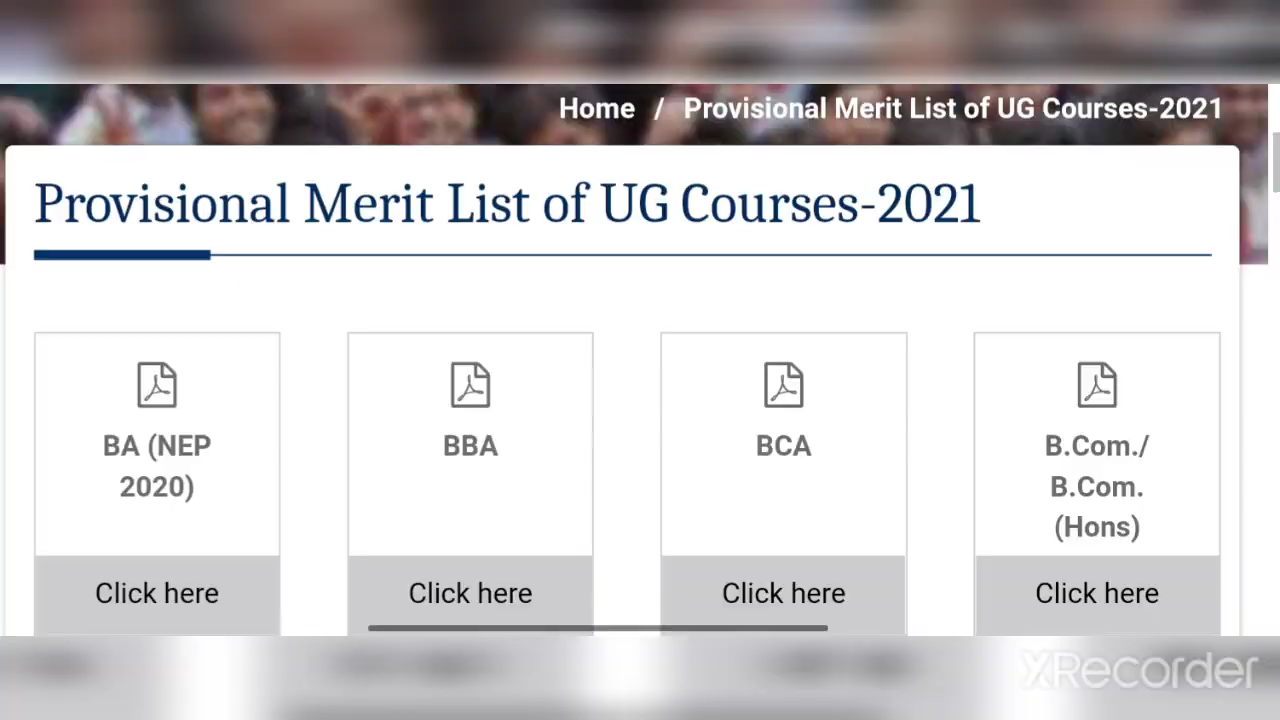 Home / Provisional Merit List of UG Courses-2021
Provisional Merit List of UG Courses-2021
BA (NEP
2020)
Click here
BBA
Click here
BCA
Click here
B.Com./
B.Com.
(Hons)
Click here
XRecorder